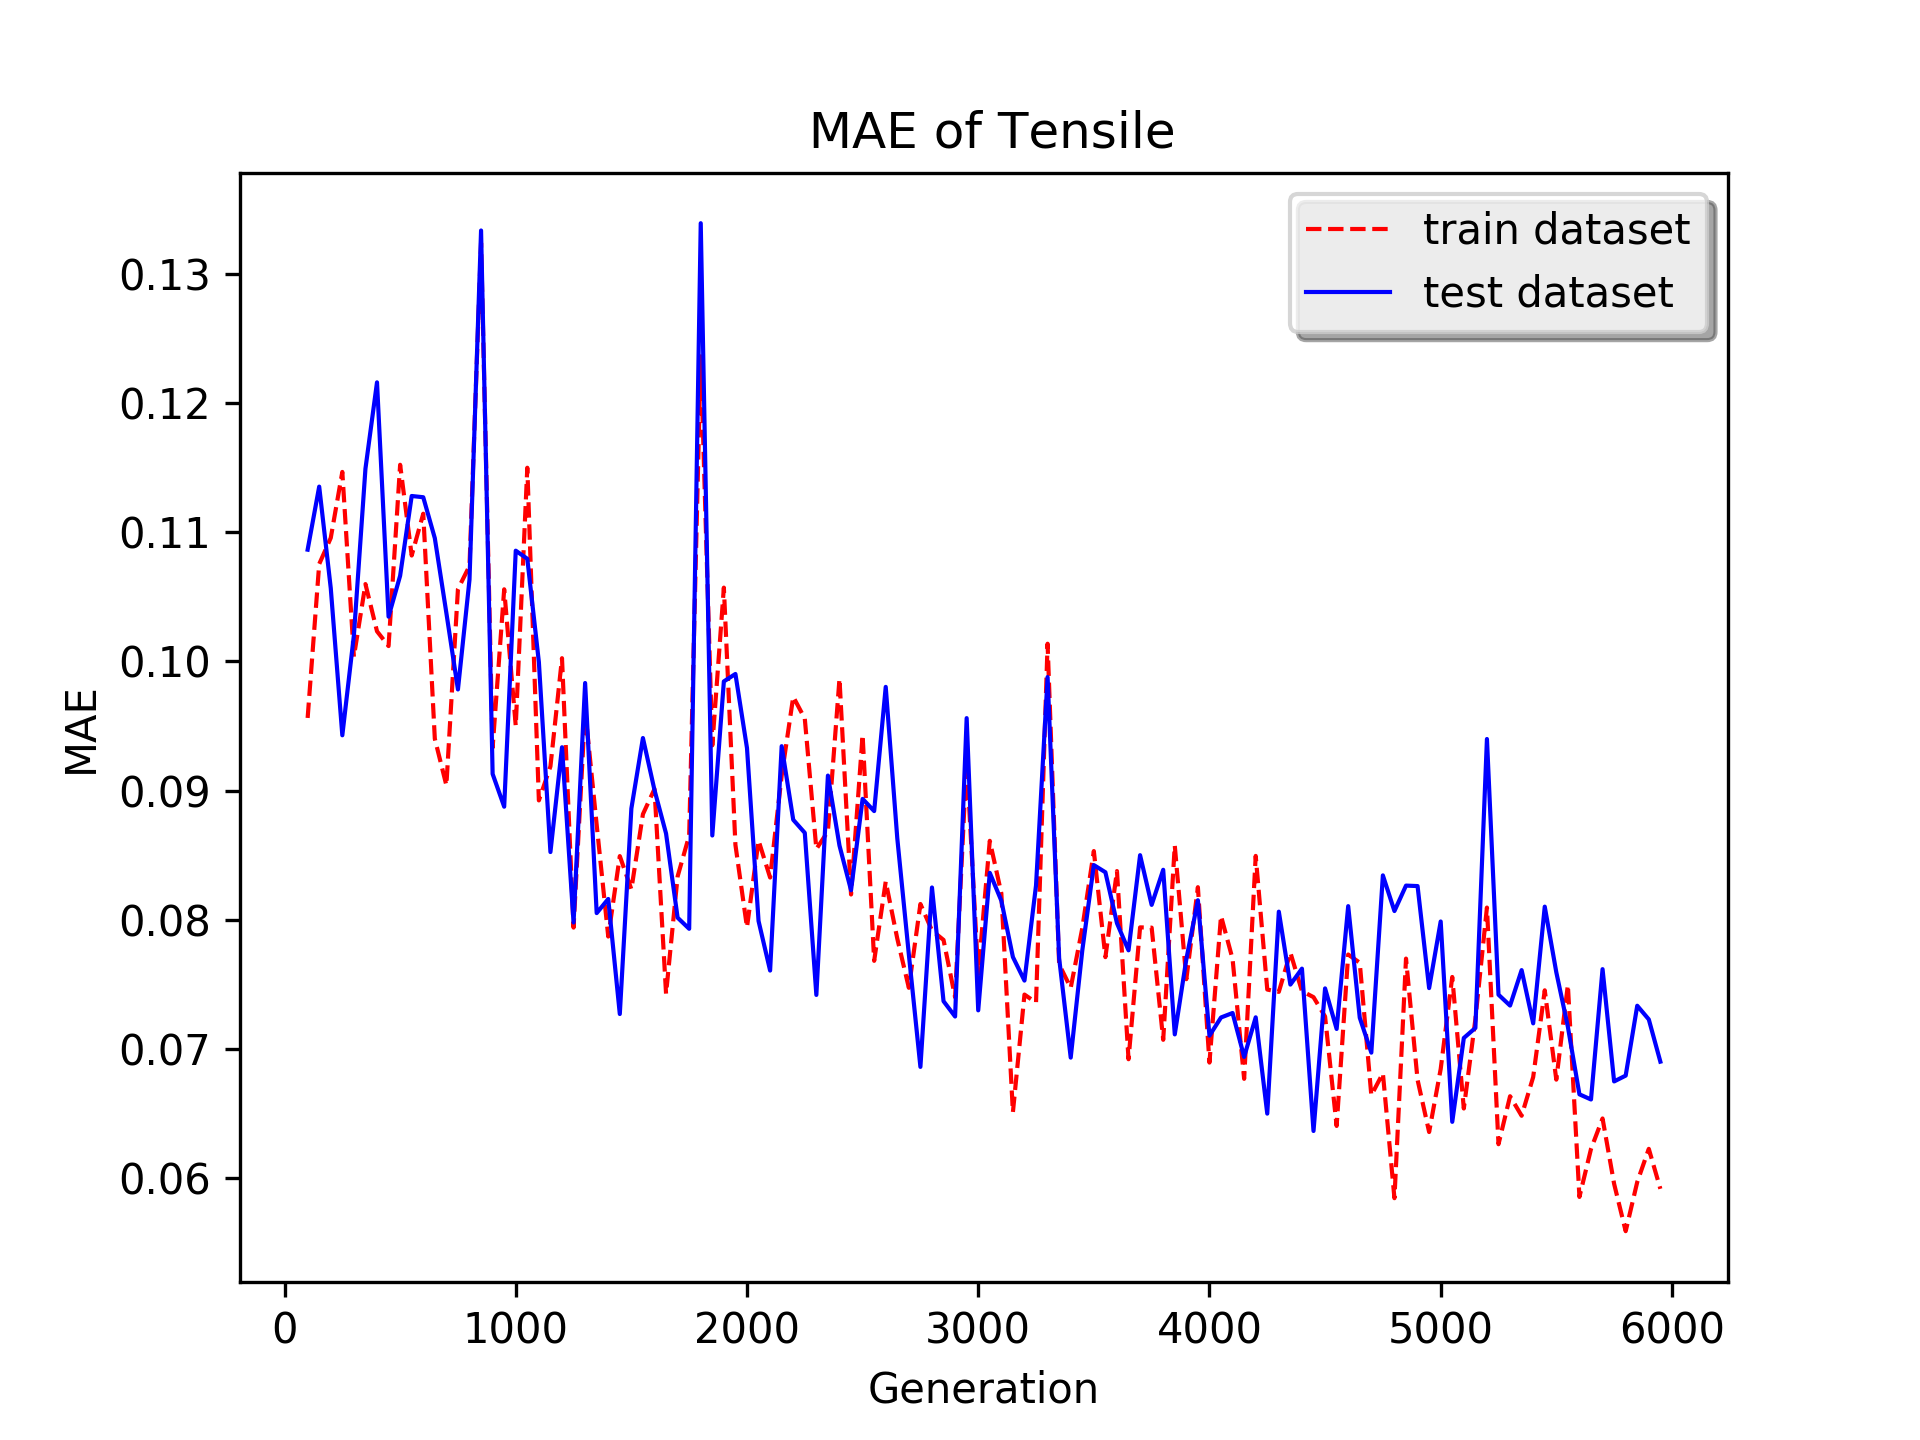 MAE of Tensile
train dataset
test dataset
0.13
0.12
0.11
0.10
0.09
0.08
0.07
0.06
MAE
0 1000 2000 3000 4000 5000 6000
Generation